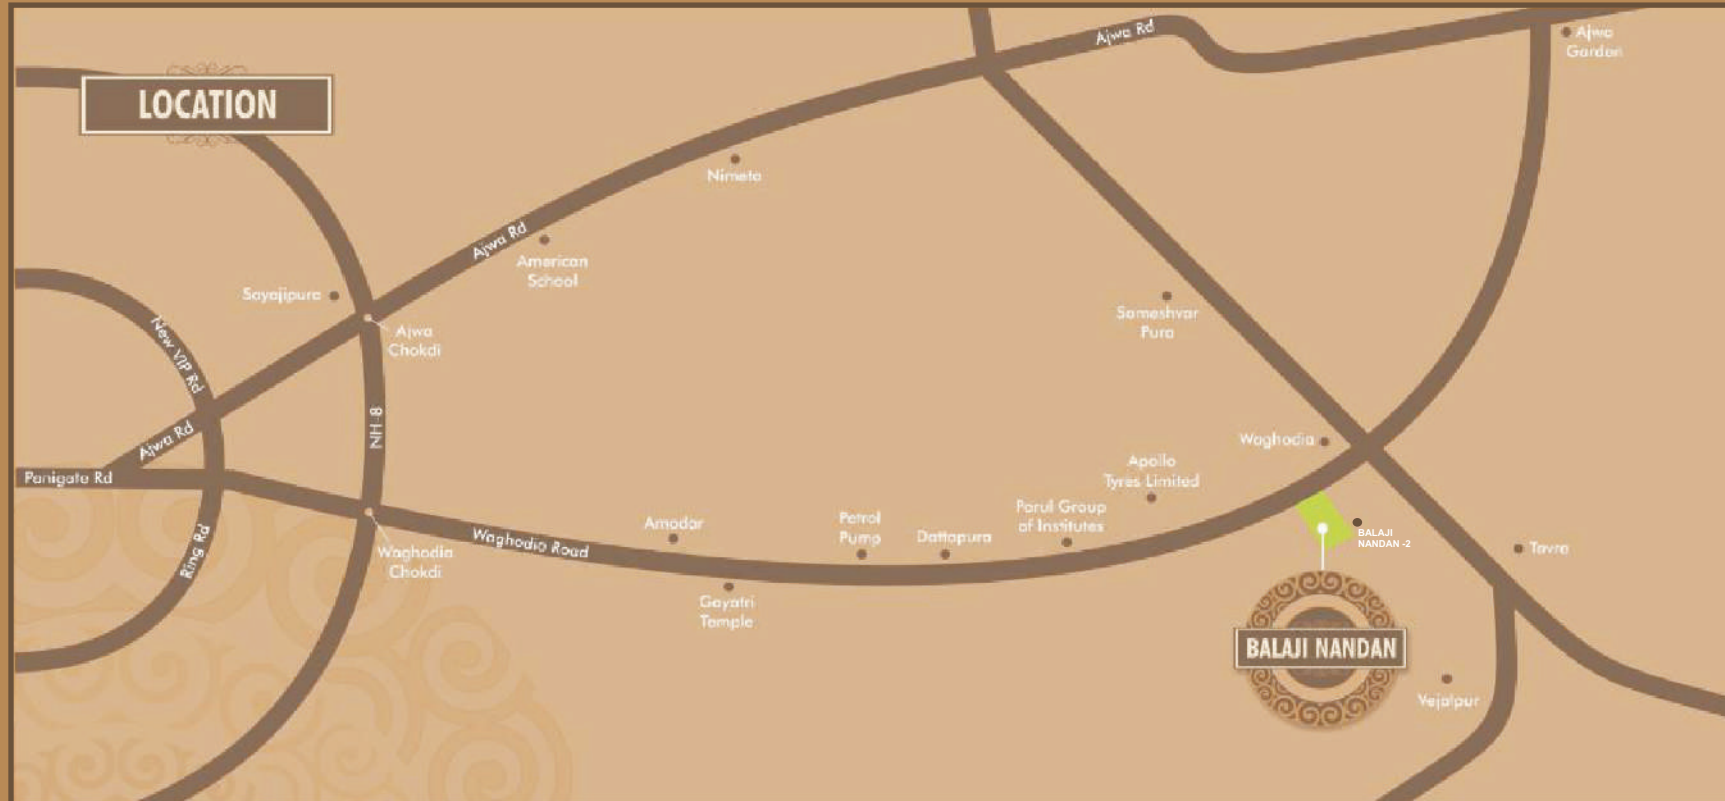 Ajwa Rd
Ajwa
Garden
LOCATION
Nimeta
Ajwa Rd
American
School
Sayajipura
Ajwa
Chokdi
Someshvar
Pura
New VIP Rd
NH-8
Ajwa Rd
Panigate Rd
Waghodia
Apollo
Tyres Limited
Parul Group
of Institutes
Petrol
Pump
Dattapura
Amodar
Waghodia Road
Waghodia
Chokdi
Ring Rd
BALAJI
NANDAN -2
Tavra
Gayatri
Temple
BALAJI NANDAN
Vejalpur